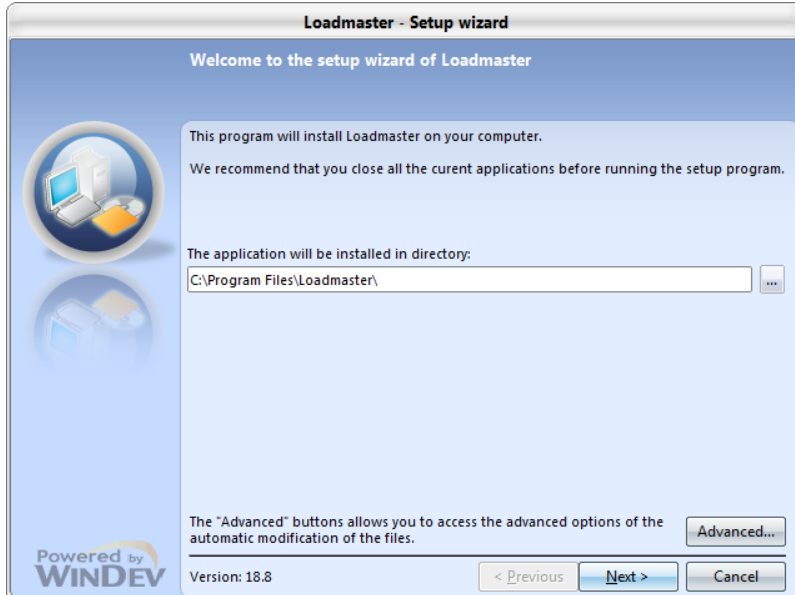 Loadmaster - Setup wizard
Welcome to the setup wizard of Loadmaster
This program will install Loadmaster on your computer.
We recommend that you close all the curent applications before running the setup program.
The application will be installed in directory:
C:\Program Files\Loadmaster\
...
The "Advanced" buttons allows you to access the advanced options of the
automatic modification of the files.
Advanced...
Powered by
WINDEV
Version: 18.8
< Previous
Next >
Cancel